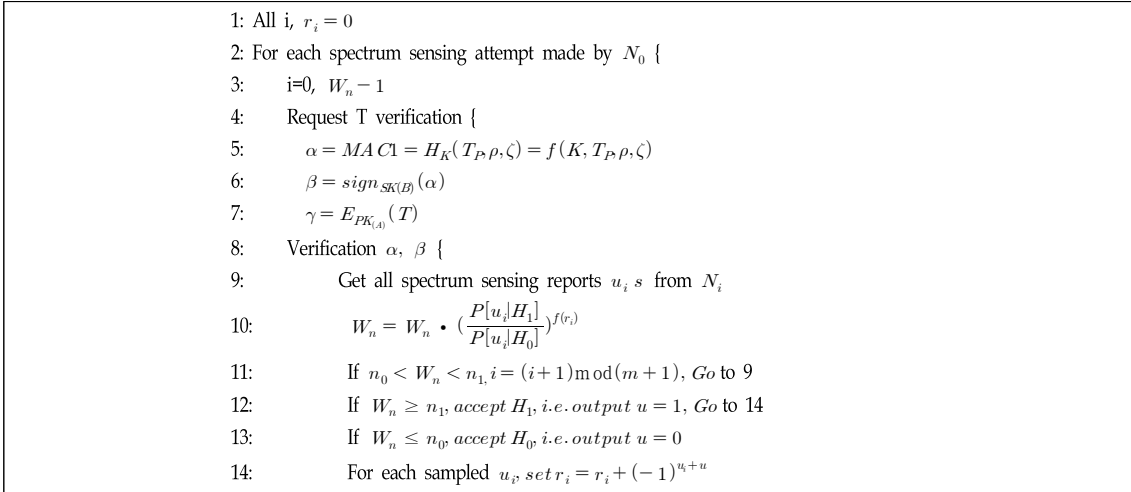 1: All i, r_i = 0
2: For each spectrum sensing attempt made by N_0 {
3: i=0, W_n − 1
4: Request T verification {
5: α = MAC1 = H_K(T_P, ρ, ζ) = f(K, T_P, ρ, ζ)
6: β = sign_{SK(B)}(α)
7: γ = E_{PK_(A)}(T)
8: Verification α, β {
9: Get all spectrum sensing reports u_i s from N_i
10: W_n = W_n • (P[u_i|H_1] / P[u_i|H_0])^{f(r_i)}
11: If n_0 < W_n < n_1, i = (i+1)mod(m+1), Go to 9
12: If W_n ≥ n_1, accept H_1, i.e. output u = 1, Go to 14
13: If W_n ≤ n_0, accept H_0, i.e. output u = 0
14: For each sampled u_i, set r_i = r_i + (−1)^{u_i+u}